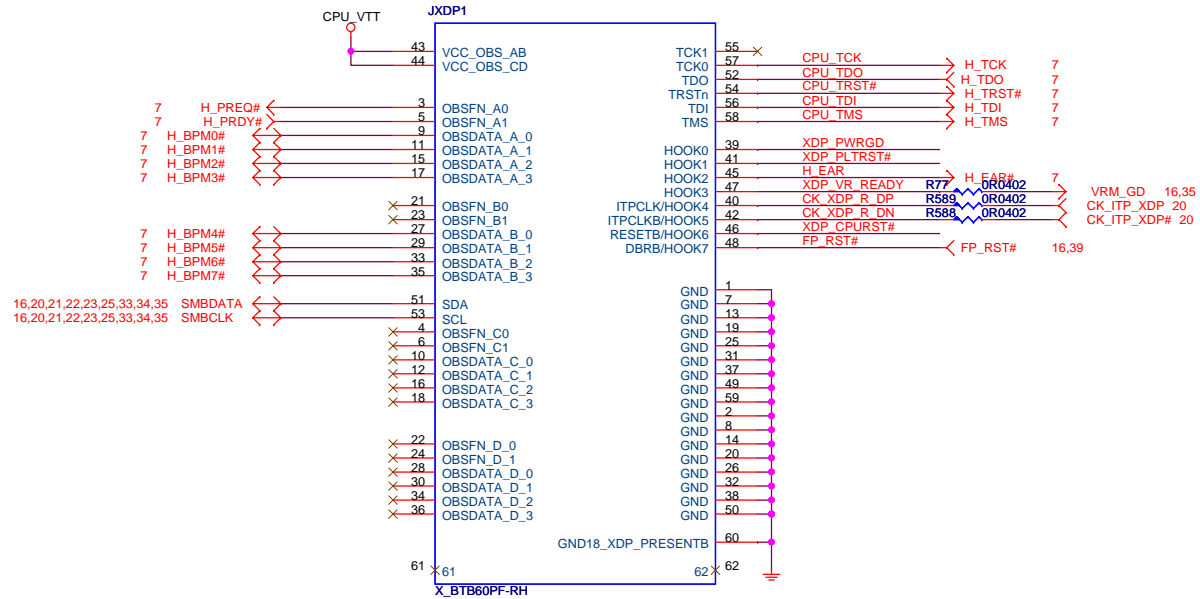 JXDP1
CPU_VTT
43 VCC_OBS_AB
44 VCC_OBS_CD
7 H_PREQ# 3 OBSFN_A0
7 H_PRDY# 5 OBSFN_A1
7 H_BPM0# 9 OBSDATA_A_0
7 H_BPM1# 11 OBSDATA_A_1
7 H_BPM2# 15 OBSDATA_A_2
7 H_BPM3# 17 OBSDATA_A_3
21 OBSFN_B0
23 OBSFN_B1
7 H_BPM4# 27 OBSDATA_B_0
7 H_BPM5# 29 OBSDATA_B_1
7 H_BPM6# 33 OBSDATA_B_2
7 H_BPM7# 35 OBSDATA_B_3
16,20,21,22,23,25,33,34,35 SMBDATA 51 SDA
16,20,21,22,23,25,33,34,35 SMBCLK 53 SCL
4 OBSFN_C0
6 OBSFN_C1
10 OBSDATA_C_0
12 OBSDATA_C_1
16 OBSDATA_C_2
18 OBSDATA_C_3
22 OBSFN_D_0
24 OBSFN_D_1
28 OBSDATA_D_0
30 OBSDATA_D_1
34 OBSDATA_D_2
36 OBSDATA_D_3
61 61
TCK1 55
TCK0 57 CPU_TCK H_TCK 7
TDO 52 CPU_TDO H_TDO 7
TRSTn 54 CPU_TRST# H_TRST# 7
TDI 56 CPU_TDI H_TDI 7
TMS 58 CPU_TMS H_TMS 7
HOOK0 39 XDP_PWRGD
HOOK1 41 XDP_PLTRST#
HOOK2 45 H_EAR H_EAR# 7
HOOK3 47 XDP_VR_READY R77 0R0402 VRM_GD 16,35
ITPCLK/HOOK4 40 CK_XDP_R_DP R589 0R0402 CK_ITP_XDP 20
ITPCLKB/HOOK5 42 CK_XDP_R_DN R588 0R0402 CK_ITP_XDP# 20
RESETB/HOOK6 46 XDP_CPURST#
DBRB/HOOK7 48 FP_RST# FP_RST# 16,39
GND 1
GND 7
GND 13
GND 19
GND 25
GND 31
GND 37
GND 49
GND 59
GND 2
GND 8
GND 14
GND 20
GND 26
GND 32
GND 38
GND 50
GND18_XDP_PRESENTB 60
62 62
X_BTB60PF-RH